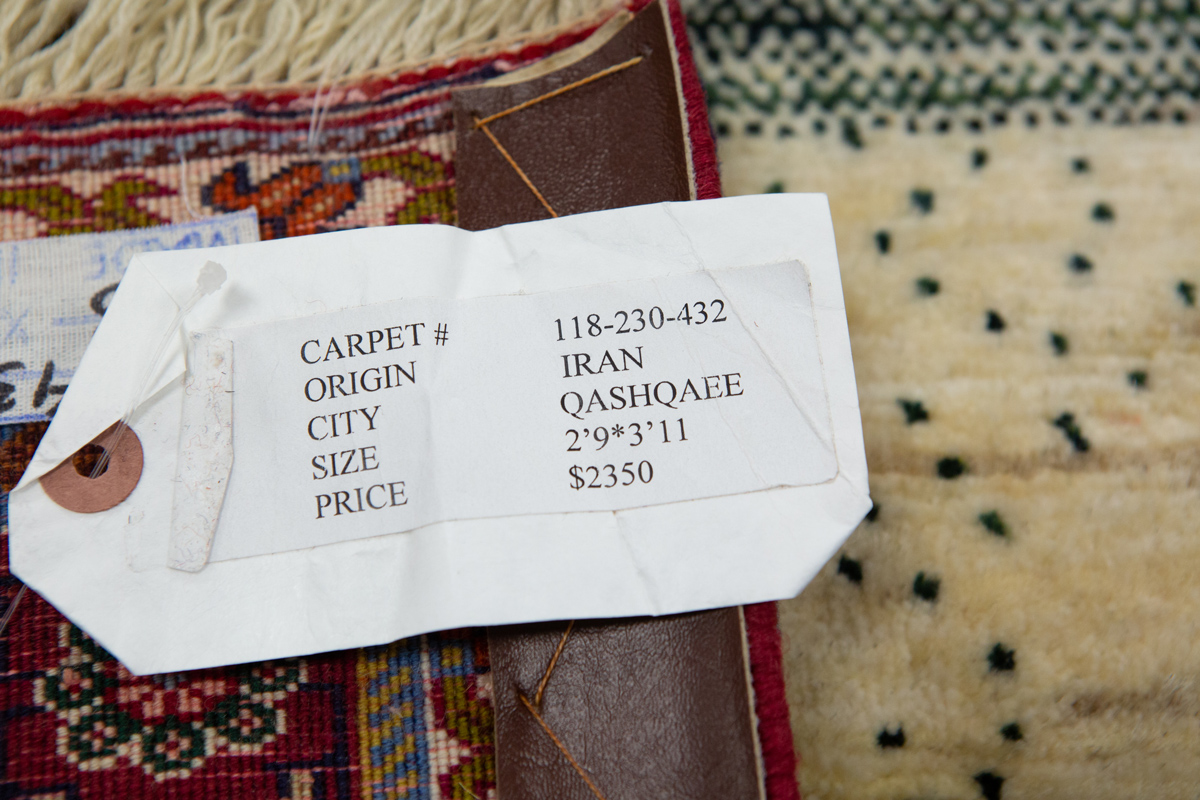 CARPET # 118-230-432
ORIGIN IRAN
CITY QASHQAEE
SIZE 2’9*3’11
PRICE $2350